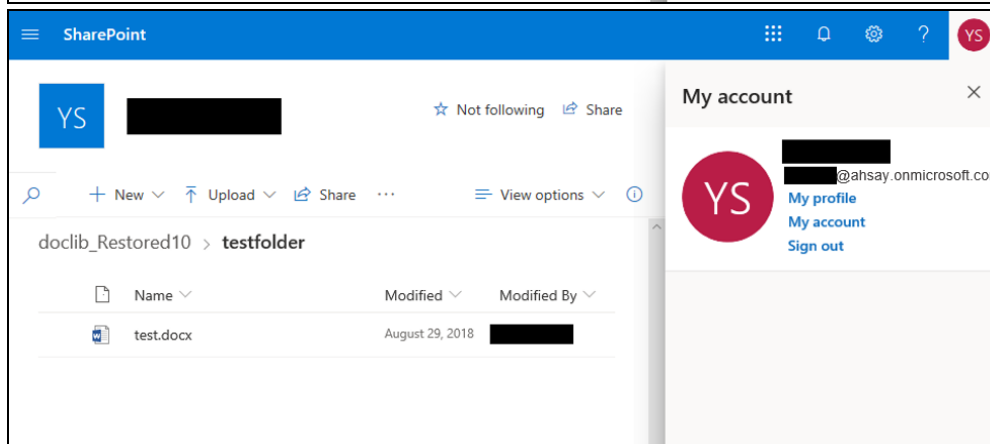 SharePoint
? YS
YS
Not following Share
My account
@ahsay.onmicrosoft.co
YS
My profile
My account
Sign out
New Upload Share ... View options
doclib_Restored10 > testfolder
Name Modified Modified By
test.docx August 29, 2018